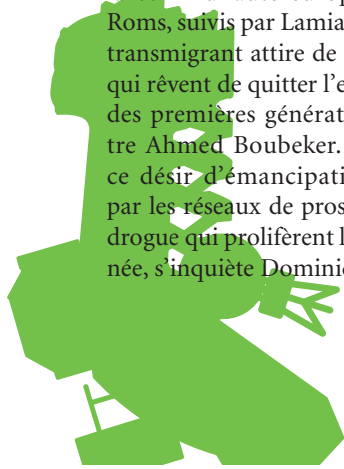 Roms, suivis par Lamia
transmigrant attire de
qui rêvent de quitter l'e
des premières générat
tre Ahmed Boubeker.
ce désir d'émancipati
par les réseaux de pros
drogue qui prolifèrent l
née, s'inquiète Dominic